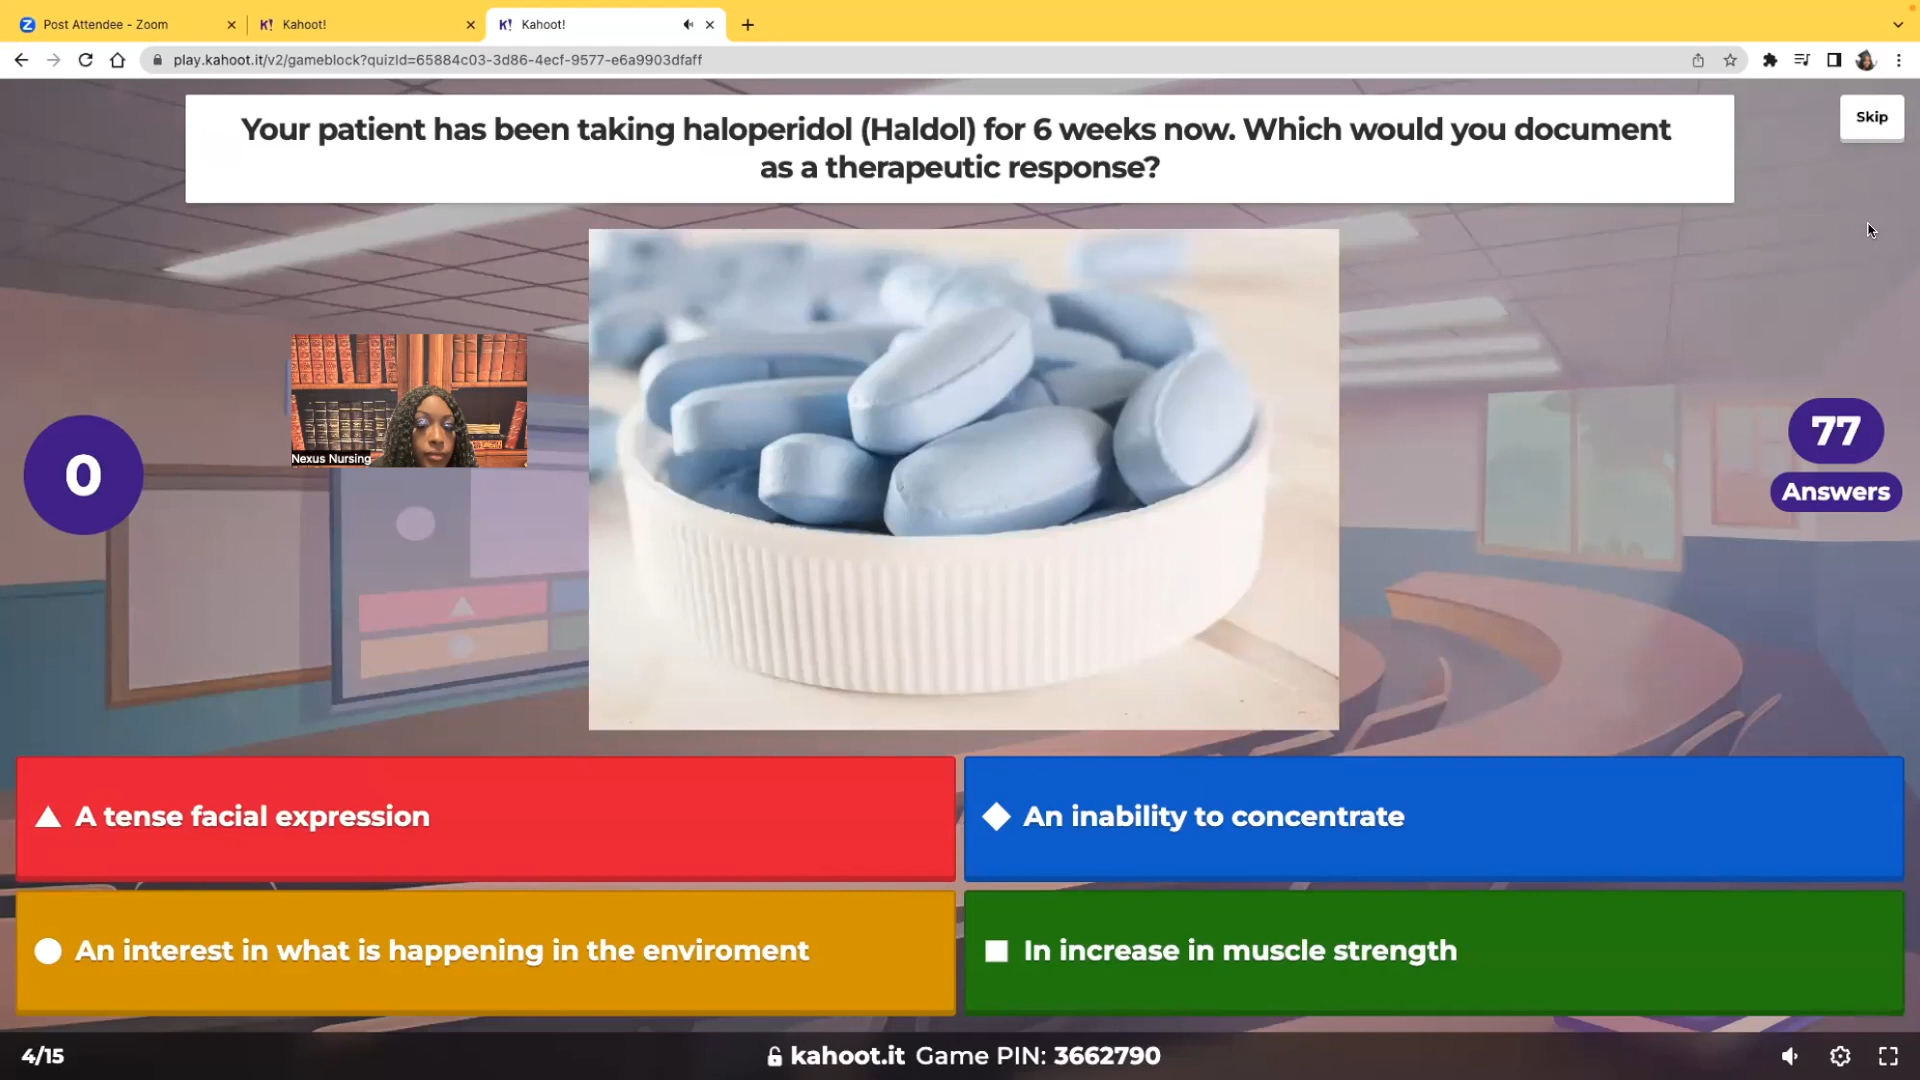 Post Attendee - Zoom
K! Kahoot!
K! Kahoot!
play.kahoot.it/v2/gameblock?quizId=65884c03-3d86-4ecf-9577-e6a9903dfaff
Your patient has been taking haloperidol (Haldol) for 6 weeks now. Which would you document
as a therapeutic response?
Skip
Nexus Nursing
0
77
Answers
A tense facial expression
An inability to concentrate
An interest in what is happening in the enviroment
In increase in muscle strength
4/15
kahoot.it Game PIN: 3662790